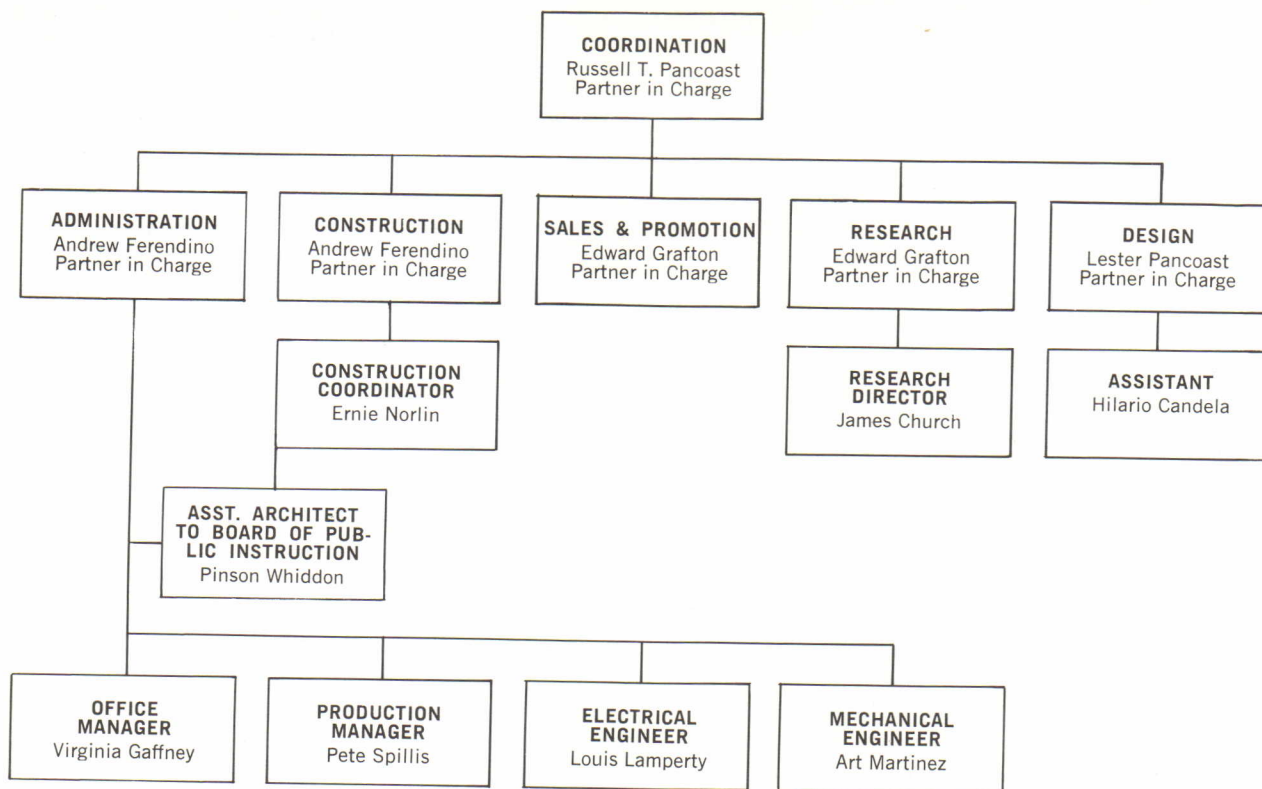 COORDINATION
Russell T. Pancoast
Partner in Charge
ADMINISTRATION
Andrew Ferendino
Partner in Charge
CONSTRUCTION
Andrew Ferendino
Partner in Charge
SALES & PROMOTION
Edward Grafton
Partner in Charge
RESEARCH
Edward Grafton
Partner in Charge
DESIGN
Lester Pancoast
Partner in Charge
CONSTRUCTION
COORDINATOR
Ernie Norlin
RESEARCH
DIRECTOR
James Church
ASSISTANT
Hilario Candela
ASST. ARCHITECT
TO BOARD OF PUB-
LIC INSTRUCTION
Pinson Whiddon
OFFICE
MANAGER
Virginia Gaffney
PRODUCTION
MANAGER
Pete Spillis
ELECTRICAL
ENGINEER
Louis Lamperty
MECHANICAL
ENGINEER
Art Martinez